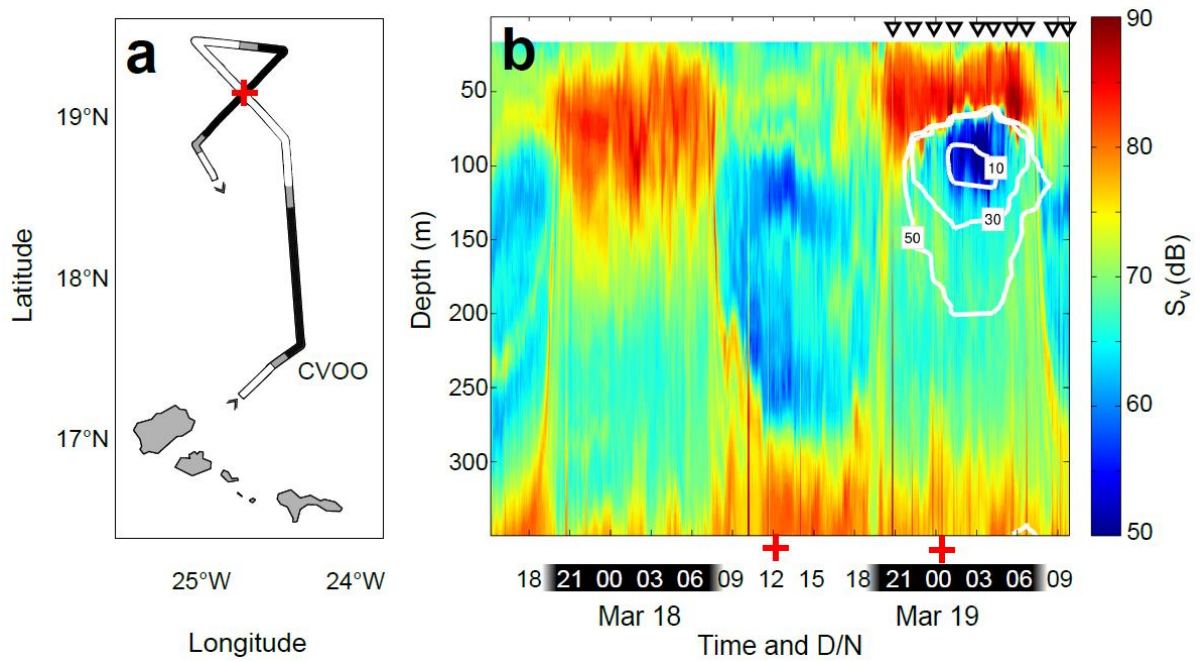 a
19°N
18°N
17°N
Latitude
CVOO
25°W 24°W
Longitude
b
50
100
150
200
250
300
Depth (m)
10
30
50
90
80
70
60
50
Sᵥ (dB)
18 21 00 03 06 09 12 15 18 21 00 03 06 09
Mar 18 Mar 19
Time and D/N